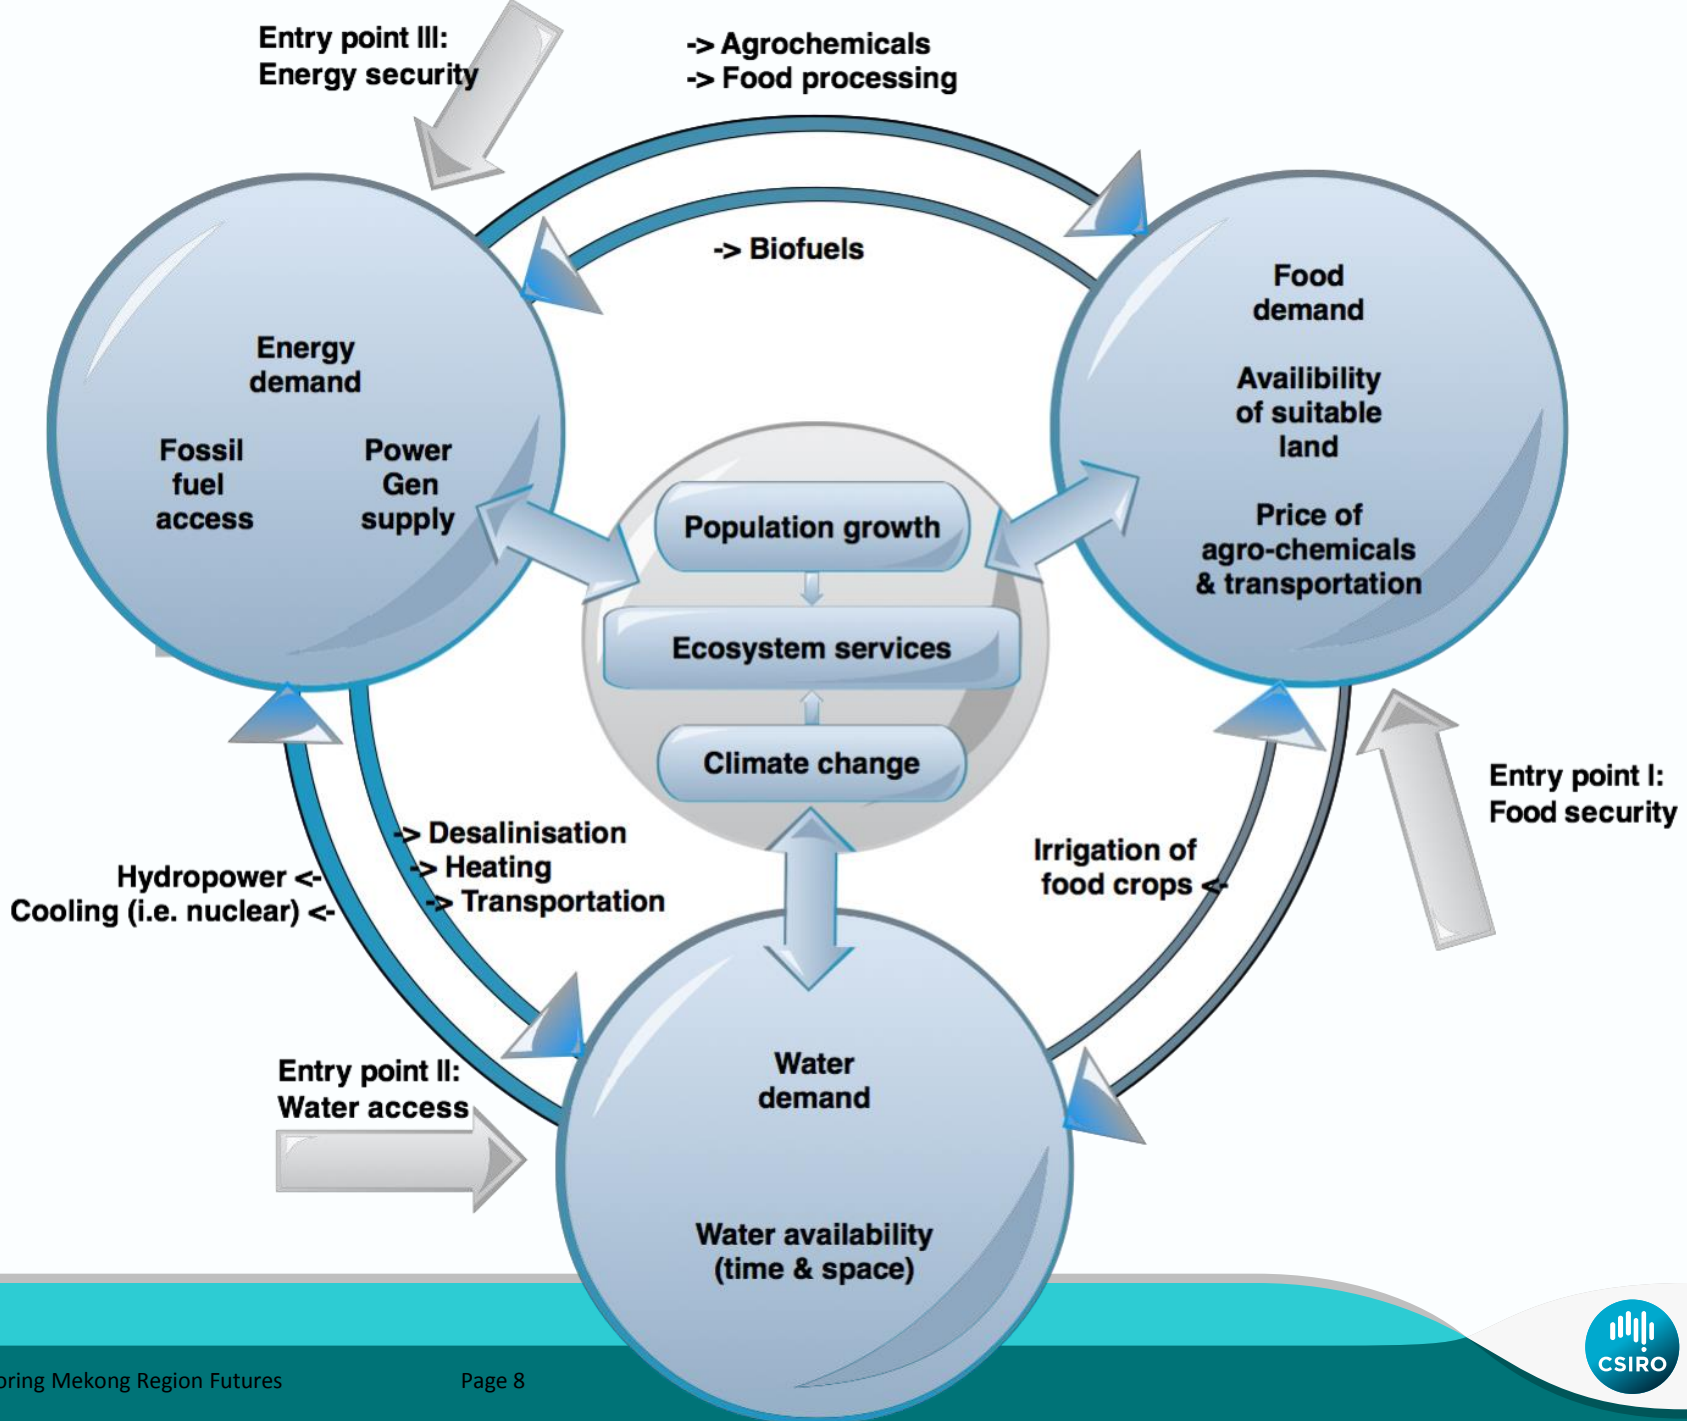 Entry point III:
Energy security
-> Agrochemicals
-> Food processing
-> Biofuels
Energy
demand
Fossil
fuel
access
Power
Gen
supply
Food
demand
Availibility
of suitable
land
Price of
agro-chemicals
& transportation
Population growth
Ecosystem services
Climate change
Entry point I:
Food security
-> Desalinisation
-> Heating
-> Transportation
Hydropower <-
Cooling (i.e. nuclear) <-
Irrigation of
food crops <-
Entry point II:
Water access
Water
demand
Water availability
(time & space)
oring Mekong Region Futures
Page 8
CSIRO